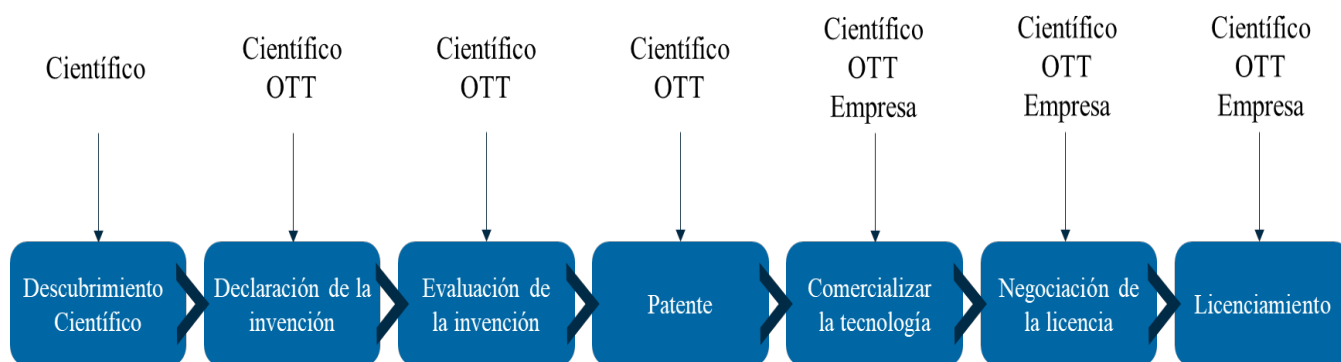 Científico
Científico
OTT
Científico
OTT
Científico
OTT
Científico
OTT
Empresa
Científico
OTT
Empresa
Científico
OTT
Empresa
Descubrimiento
Científico
Declaración de la
invención
Evaluación de
la invención
Patente
Comercializar
la tecnología
Negociación de
la licencia
Licenciamiento